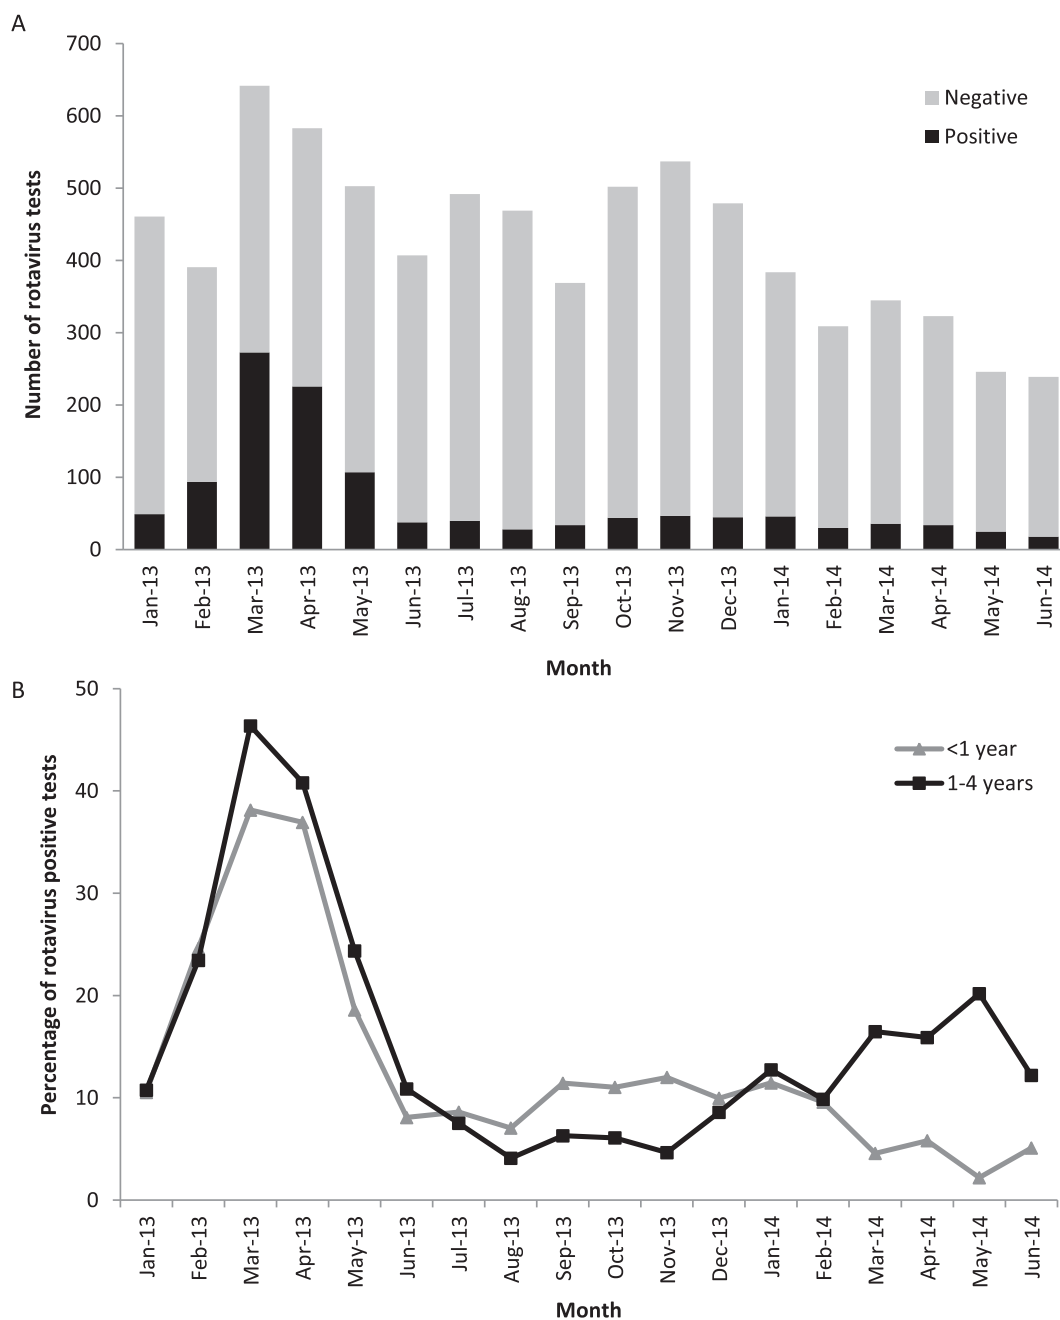 A
700
600
500
400
300
200
100
0
Number of rotavirus tests
Negative
Positive
Jan-13
Feb-13
Mar-13
Apr-13
May-13
Jun-13
Jul-13
Aug-13
Sep-13
Oct-13
Nov-13
Dec-13
Jan-14
Feb-14
Mar-14
Apr-14
May-14
Jun-14
Month
B
50
40
30
20
10
0
Percentage of rotavirus positive tests
<1 year
1-4 years
Jan-13
Feb-13
Mar-13
Apr-13
May-13
Jun-13
Jul-13
Aug-13
Sep-13
Oct-13
Nov-13
Dec-13
Jan-14
Feb-14
Mar-14
Apr-14
May-14
Jun-14
Month